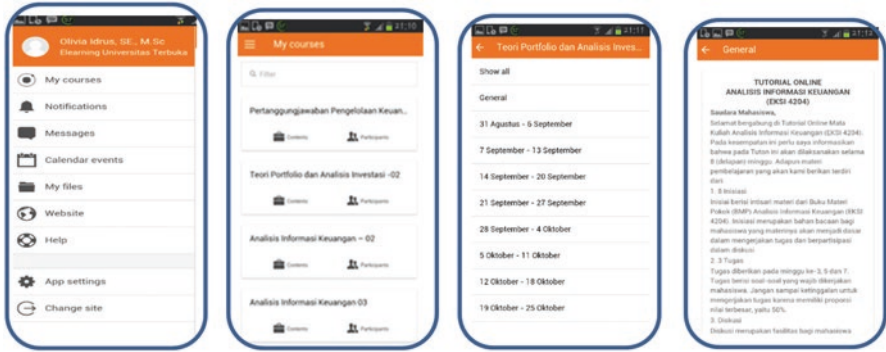 Olivia Idrus, SE., M.Sc
Elearning Universitas Terbuka
My courses
Notifications
Messages
Calendar events
My files
Website
Help
App settings
Change site
21:10
My courses
Filter
Pertanggungjawaban Pengelolaan Keuan..
Contents Participants
Teori Portfolio dan Analisis Investasi -02
Contents Participants
Analisis Informasi Keuangan - 02
Contents Participants
Analisis Informasi Keuangan 03
Contents Participants
21:11
Teori Portfolio dan Analisis Inves...
Show all
General
31 Agustus - 6 September
7 September - 13 September
14 September - 20 September
21 September - 27 September
28 September - 4 Oktober
5 Oktober - 11 Oktober
12 Oktober - 18 Oktober
19 Oktober - 25 Oktober
21:12
General
TUTORIAL ONLINE
ANALISIS INFORMASI KEUANGAN
(EKSI 4204)
Saudara Mahasiswa,
Selamat bergabung di Tutorial Online Mata
Kuliah Analisis Informasi Keuangan (EKSI 4204).
Pada kesempatan ini perlu saya informasikan
bahwa pada Tuton ini akan dilaksanakan selama
8 (delapan) minggu. Adapun materi
pembelajaran yang akan kami berikan terdiri
dari:
1. 8 Inisiasi
Inisiai berisi intisari materi dari Buku Materi
Pokok (BMP) Analisis Informasi Keuangan (EKSI
4204). Inisiasi merupakan bahan bacaan bagi
mahasiswa yang materinya akan menjadi dasar
dalam mengerjakan tugas dan berpartisipasi
dalam diskusi.
2. 3 Tugas
Tugas diberikan pada minggu ke- 3, 5 dan 7.
Tugas berisi soal-soal yang wajib dikerjakan
mahasiswa. Jangan sampai ketinggalan untuk
mengerjakan tugas karena memiliki proporsi
nilai terbesar, yaitu 50%.
3. Diskusi
Diskusi merupakan fasilitas bagi mahasiswa